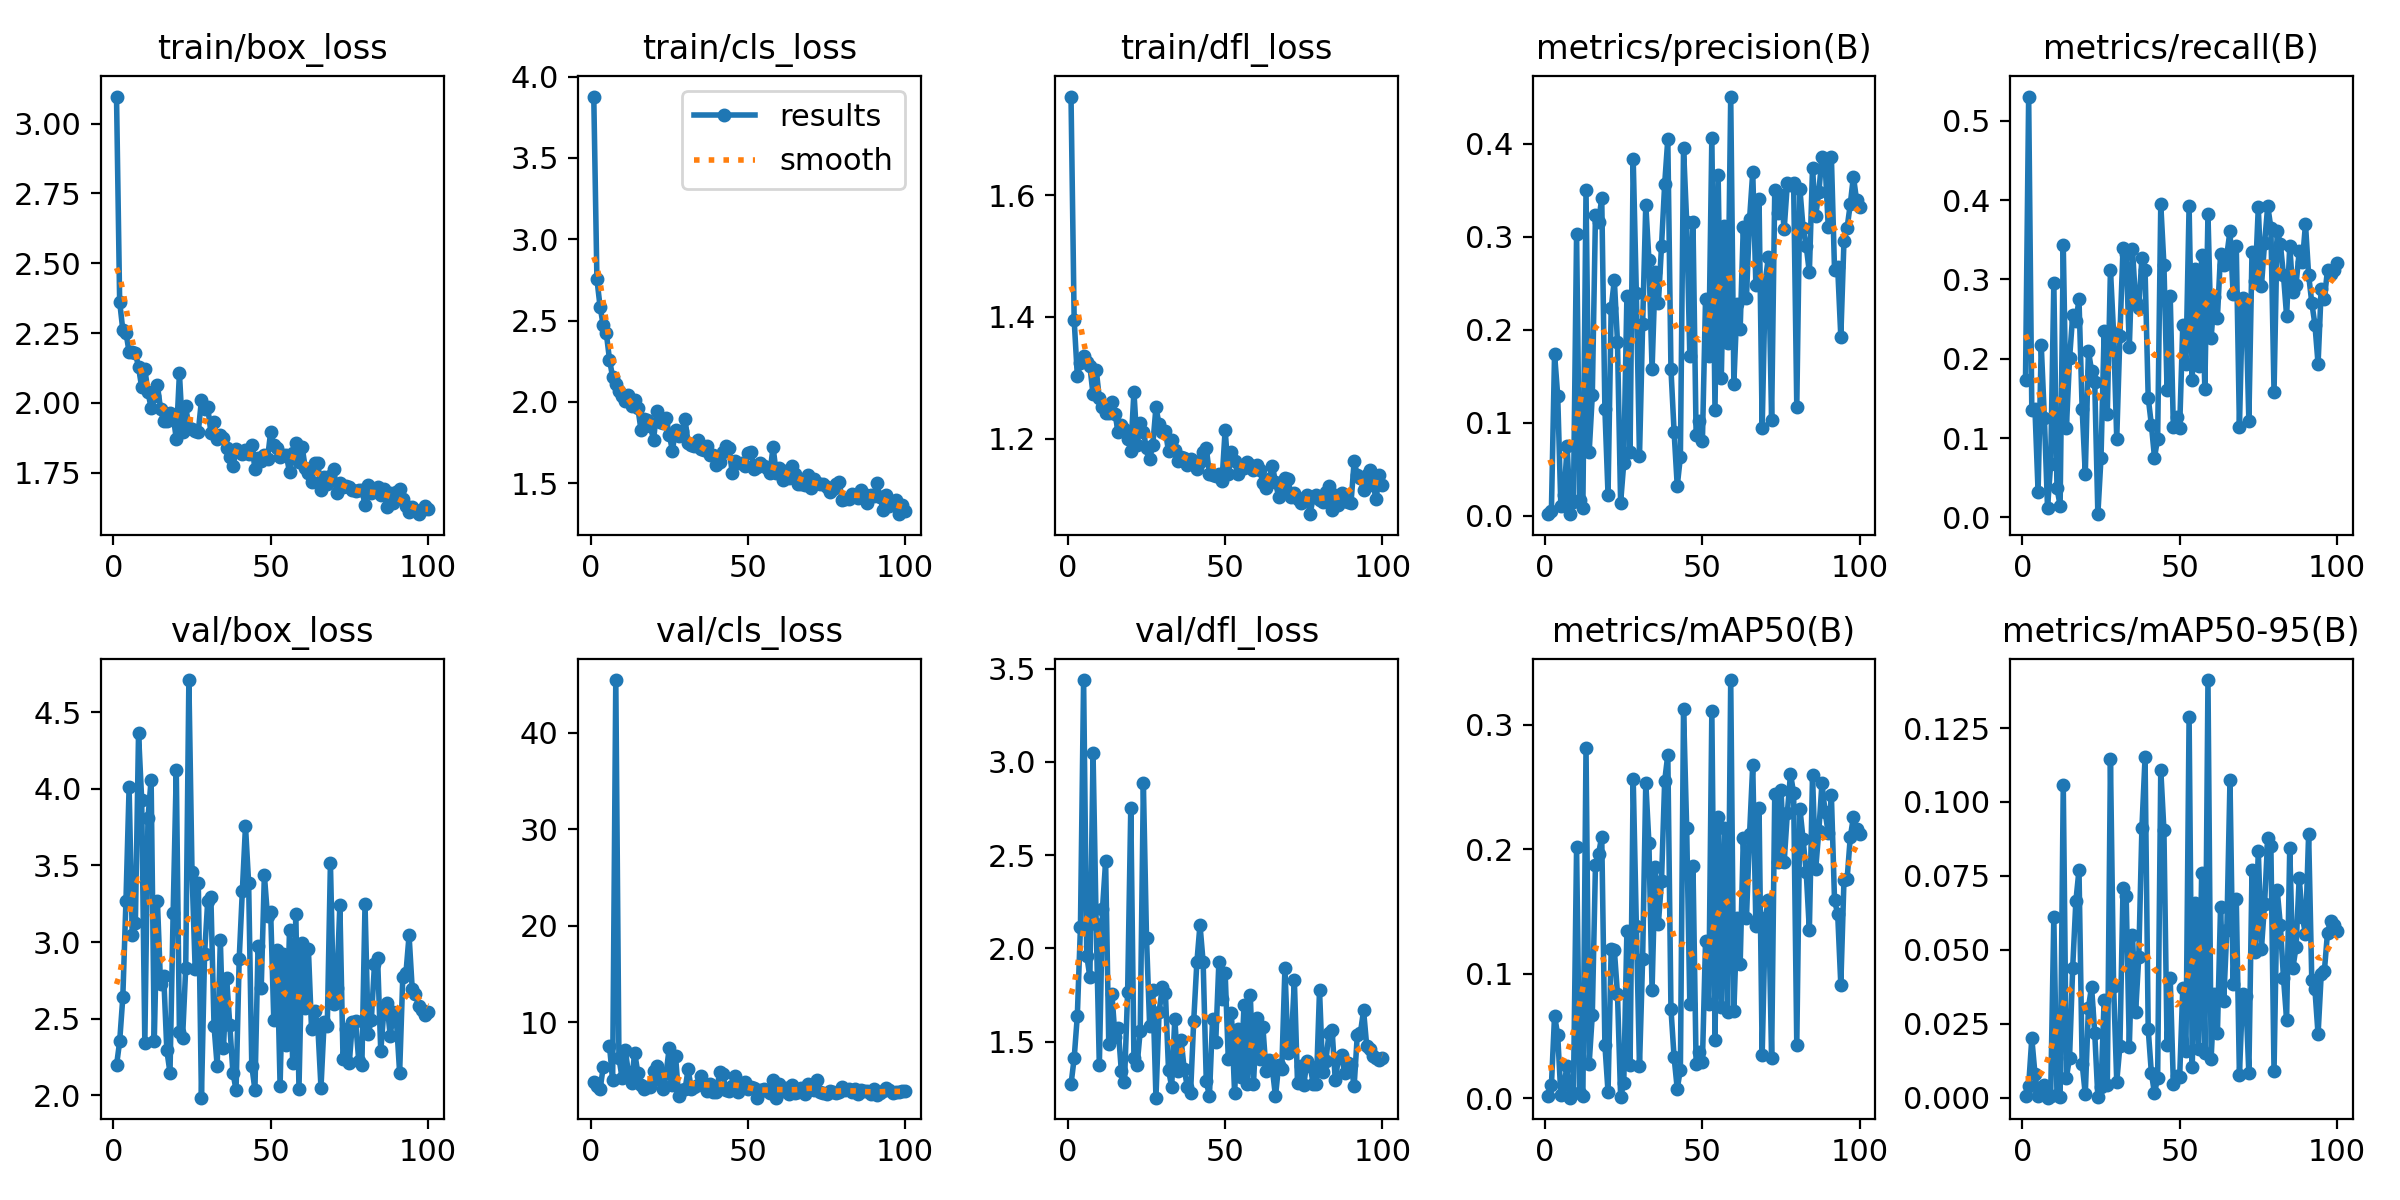 train/box_loss
3.00
2.75
2.50
2.25
2.00
1.75
0 50 100
train/cls_loss
results
smooth
4.0
3.5
3.0
2.5
2.0
1.5
0 50 100
train/dfl_loss
1.6
1.4
1.2
0 50 100
metrics/precision(B)
0.4
0.3
0.2
0.1
0.0
0 50 100
metrics/recall(B)
0.5
0.4
0.3
0.2
0.1
0.0
0 50 100
val/box_loss
4.5
4.0
3.5
3.0
2.5
2.0
0 50 100
val/cls_loss
40
30
20
10
0 50 100
val/dfl_loss
3.5
3.0
2.5
2.0
1.5
0 50 100
metrics/mAP50(B)
0.3
0.2
0.1
0.0
0 50 100
metrics/mAP50-95(B)
0.125
0.100
0.075
0.050
0.025
0.000
0 50 100